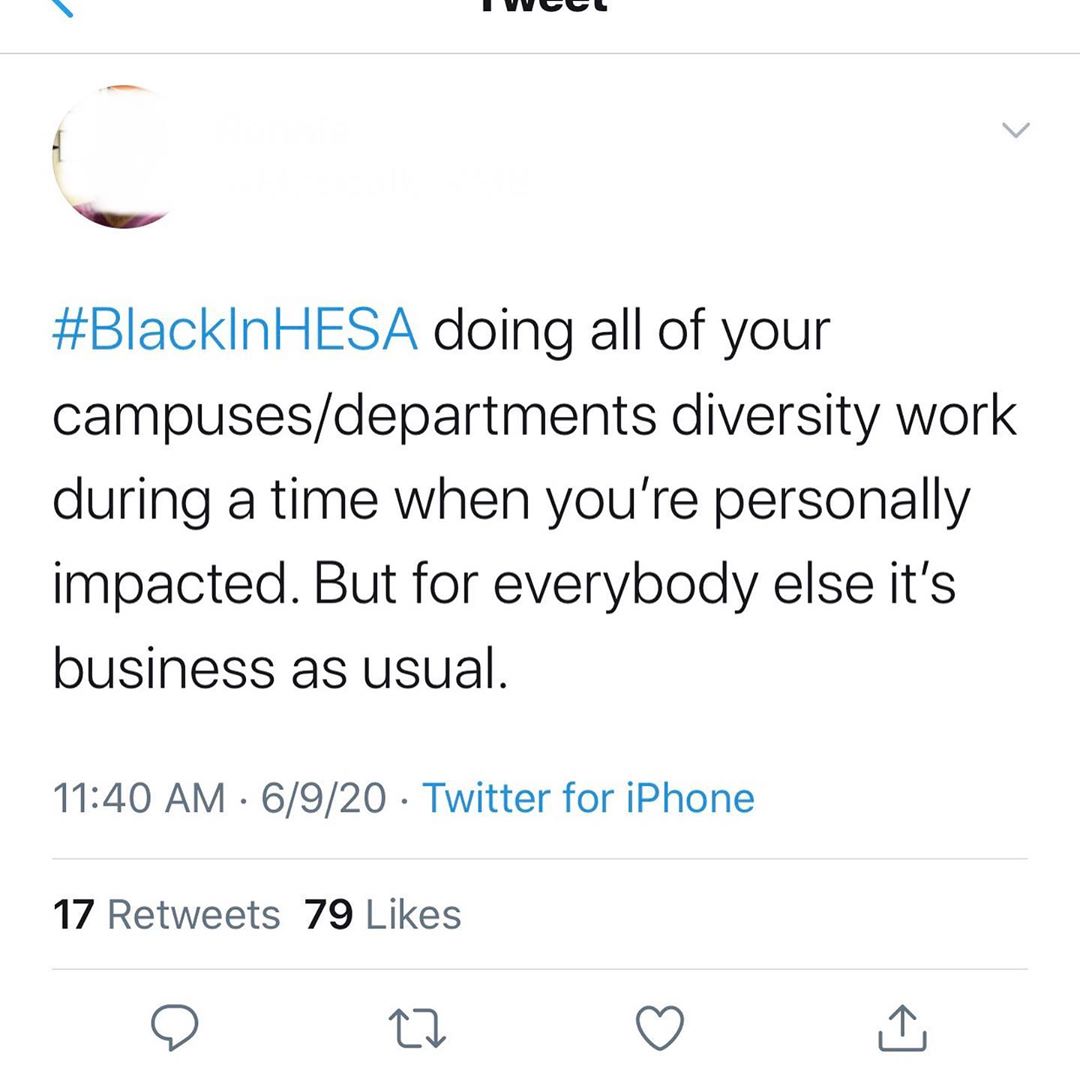 Tweet
#BlackInHESA doing all of your
campuses/departments diversity work
during a time when you’re personally
impacted. But for everybody else it’s
business as usual.
11:40 AM · 6/9/20 · Twitter for iPhone
17 Retweets 79 Likes